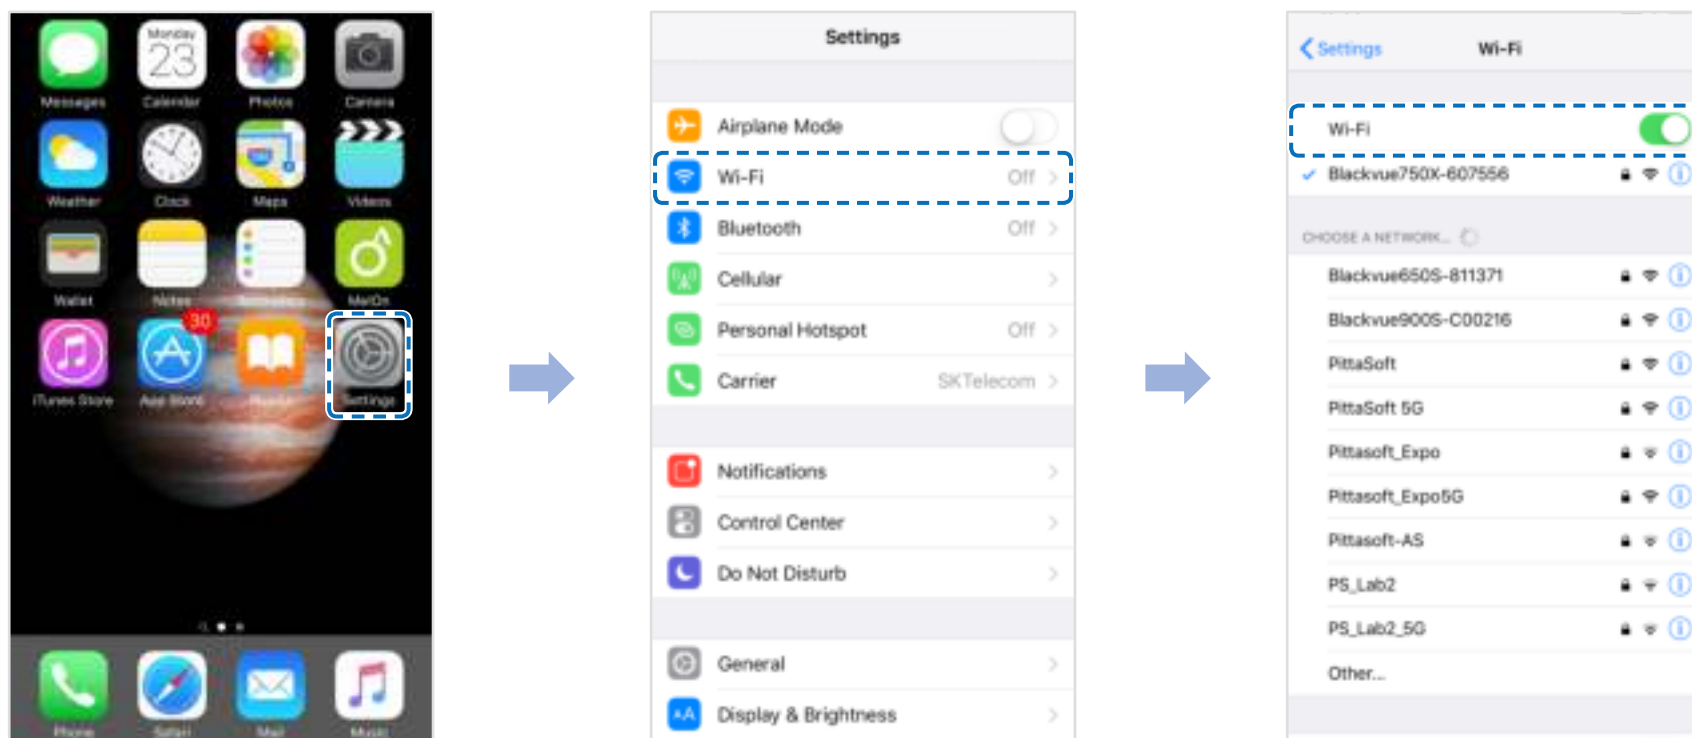 Monday
23
Messages
Calendar
Photos
Camera
Weather
Clock
Maps
Videos
Wallet
Notes
MelOn
30
iTunes Store
App Store
Settings
Phone
Safari
Mail
Music
Settings
Airplane Mode
Wi-Fi Off
Bluetooth Off
Cellular
Personal Hotspot Off
Carrier SKTelecom
Notifications
Control Center
Do Not Disturb
General
AA Display & Brightness
Settings Wi-Fi
Wi-Fi
Blackvue750X-607556
CHOOSE A NETWORK...
Blackvue650S-811371
Blackvue900S-C00216
PittaSoft
PittaSoft 5G
Pittasoft_Expo
Pittasoft_Expo5G
Pittasoft-AS
PS_Lab2
PS_Lab2_5G
Other...